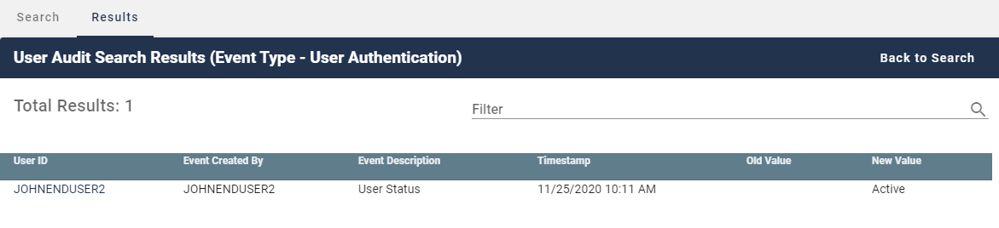 Search Results
User Audit Search Results (Event Type - User Authentication) Back to Search
Total Results: 1 Filter
User ID Event Created By Event Description Timestamp Old Value New Value
JOHNENDUSER2 JOHNENDUSER2 User Status 11/25/2020 10:11 AM Active